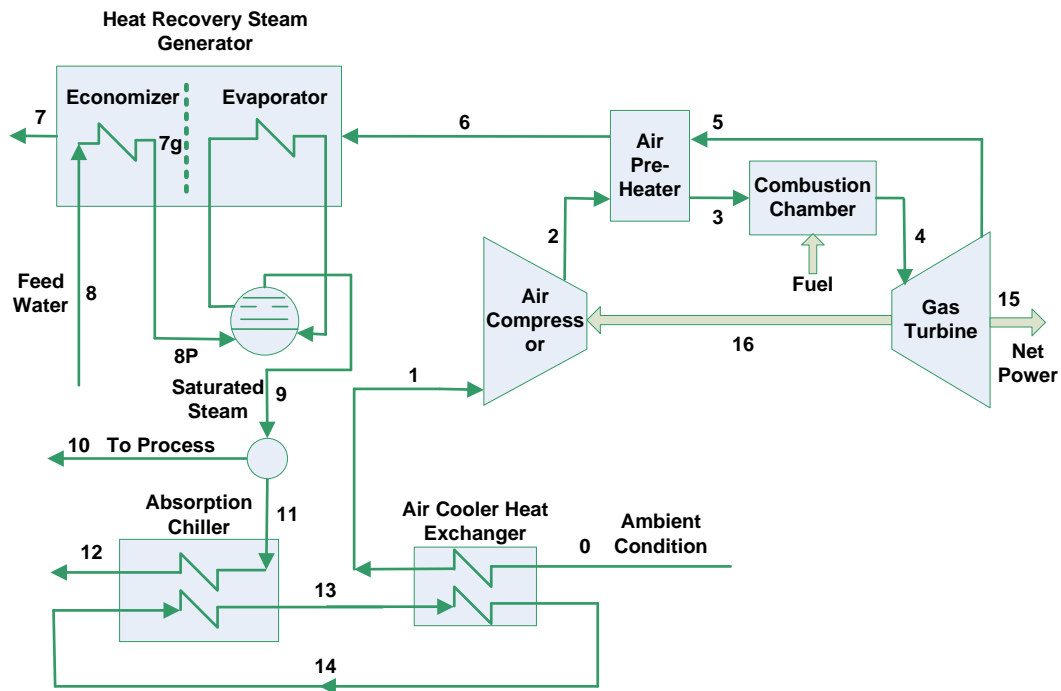 Heat Recovery Steam
Generator
Economizer
Evaporator
7
7g
6
5
Air
Pre-
Heater
Combustion
Chamber
3
2
4
Fuel
Feed
Water
8
Air
Compress
or
Gas
Turbine
15
16
Net
Power
8P
1
Saturated
Steam
9
10
To Process
11
Absorption
Chiller
Air Cooler Heat
Exchanger
Ambient
Condition
0
12
13
14